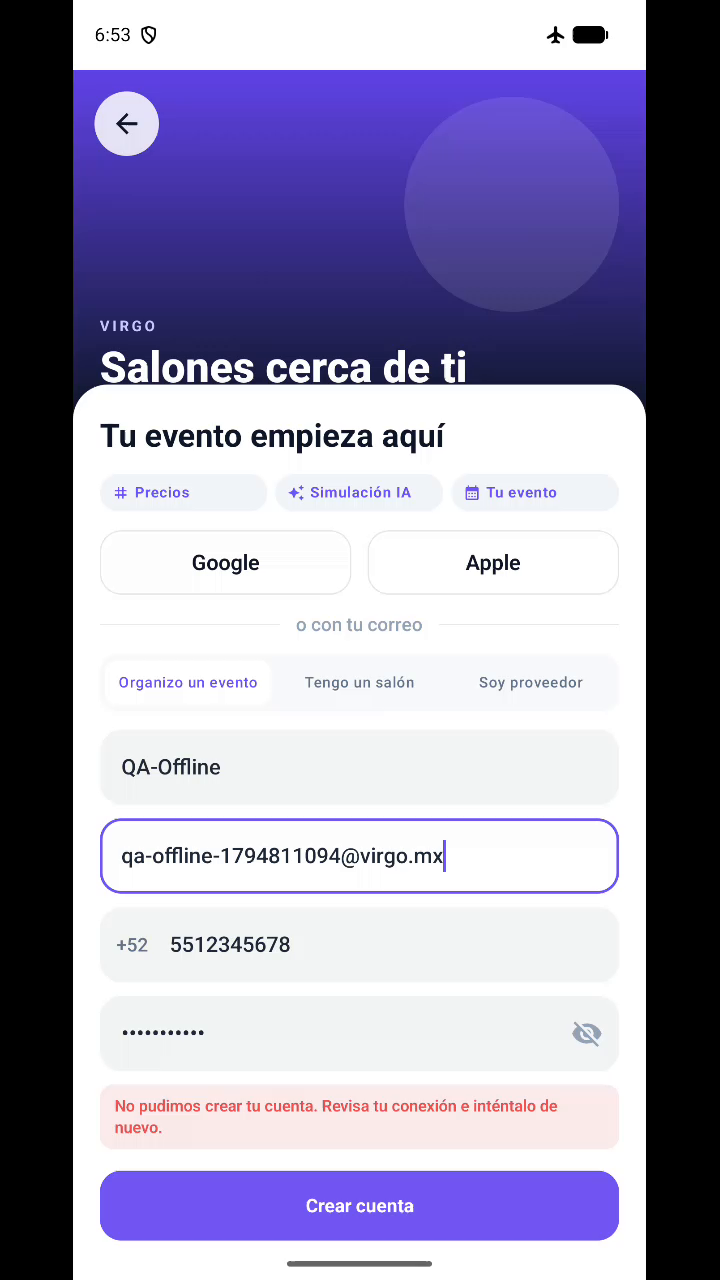 6:53
VIRGO
Salones cerca de ti
Tu evento empieza aquí
Precios
Simulación IA
Tu evento
Google
Apple
o con tu correo
Organizo un evento
Tengo un salón
Soy proveedor
QA-Offline
qa-offline-1794811094@virgo.mx
+52 5512345678
•••••••••••
No pudimos crear tu cuenta. Revisa tu conexión e inténtalo de
nuevo.
Crear cuenta